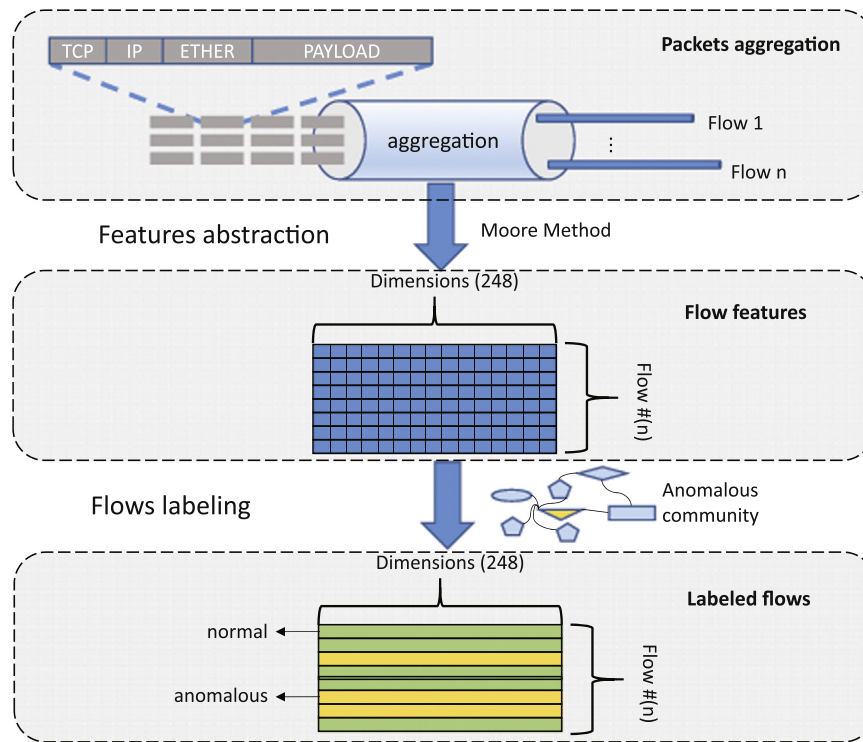 Packets aggregation
TCP IP ETHER PAYLOAD
aggregation
Flow 1
⋮
Flow n
Features abstraction
Moore Method
Dimensions (248)
Flow features
Flow #(n)
Flows labeling
Anomalous
community
Dimensions (248)
Labeled flows
normal
anomalous
Flow #(n)